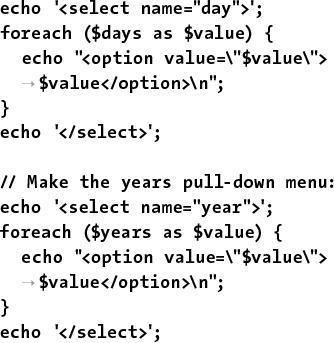 echo '<select name="day">';
foreach ($days as $value) {
echo "<option value=\"$value\">
→ $value</option>\n";
}
echo '</select>';

// Make the years pull-down menu:
echo '<select name="year">';
foreach ($years as $value) {
echo "<option value=\"$value\">
→ $value</option>\n";
}
echo '</select>';